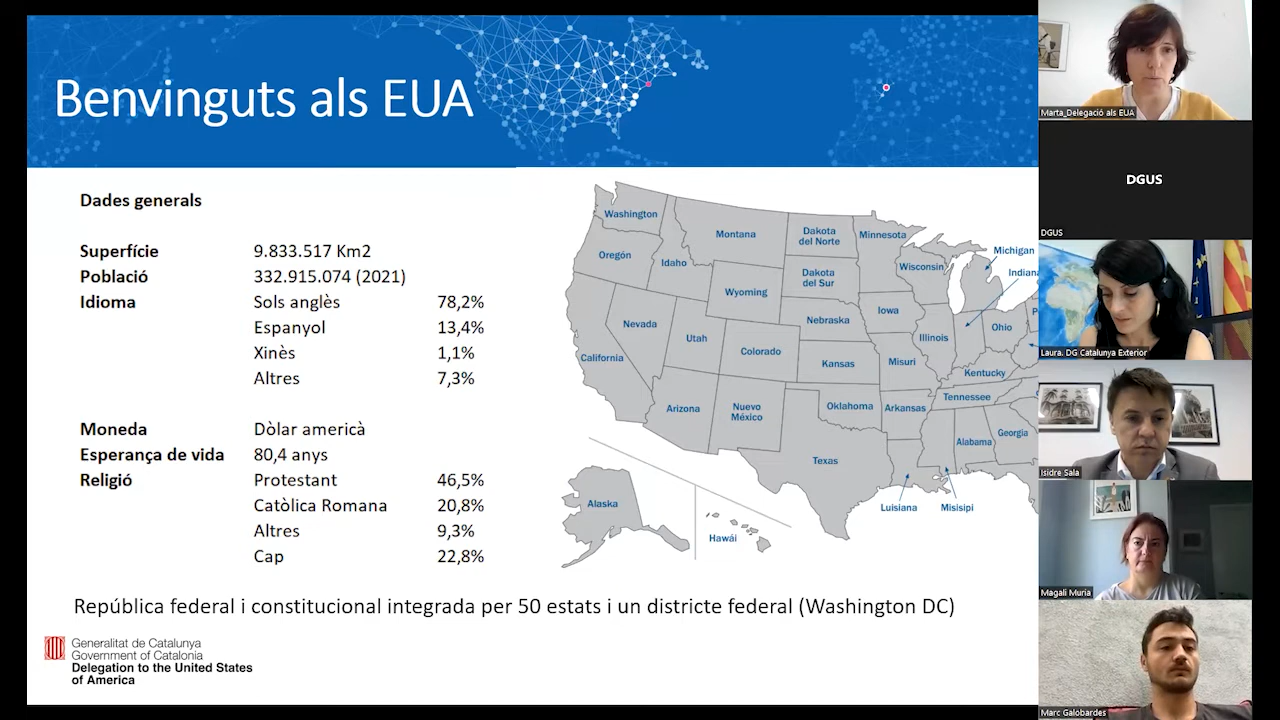 Benvinguts als EUA
Dades generals
Superfície 9.833.517 Km2
Població 332.915.074 (2021)
Idioma Sols anglès 78,2%
Espanyol 13,4%
Xinès 1,1%
Altres 7,3%
Moneda Dòlar americà
Esperança de vida 80,4 anys
Religió Protestant 46,5%
Catòlica Romana 20,8%
Altres 9,3%
Cap 22,8%
Washington
Oregón
Idaho
Montana
Wyoming
Nevada
Utah
California
Arizona
Colorado
Nuevo
México
Dakota
del Norte
Dakota
del Sur
Nebraska
Kansas
Oklahoma
Texas
Minnesota
Iowa
Misuri
Arkansas
Luisiana
Wisconsin
Illinois
Michigan
Indiana
Ohio
Kentucky
Tennessee
Misisipi
Alabama
Georgia
Alaska
Hawái
República federal i constitucional integrada per 50 estats i un districte federal (Washington DC)
Generalitat de Catalunya
Government of Catalonia
Delegation to the United States
of America
Marta_Delegació als EUA
DGUS
DGUS
Laura. DG Catalunya Exterior
Isidre Sala
Magali Muria
Marc Galobardes